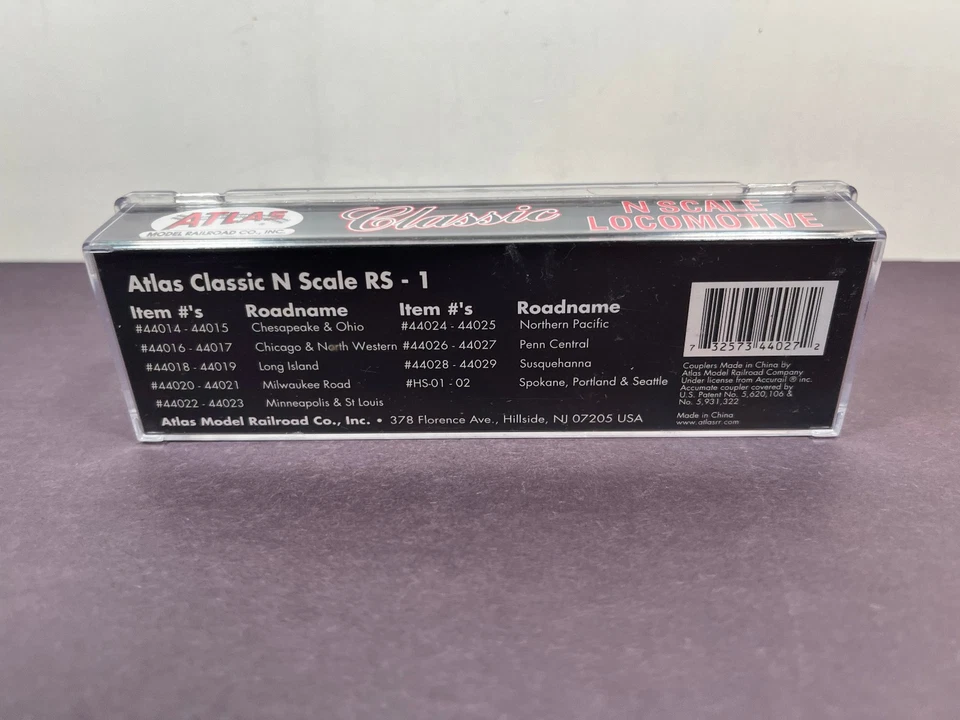 ATLAS
MODEL RAILROAD CO., INC.
Classic
N SCALE
LOCOMOTIVE
Atlas Classic N Scale RS - 1
Item #'s Roadname Item #'s Roadname
#44014 - 44015 Chesapeake & Ohio #44024 - 44025 Northern Pacific
#44016 - 44017 Chicago & North Western #44026 - 44027 Penn Central
#44018 - 44019 Long Island #44028 - 44029 Susquehanna
#44020 - 44021 Milwaukee Road #HS-01 - 02 Spokane, Portland & Seattle
#44022 - 44023 Minneapolis & St Louis
Atlas Model Railroad Co., Inc. • 378 Florence Ave., Hillside, NJ 07205 USA
7 32573 44027 2
Couplers Made in China by
Atlas Model Railroad Company
Under license from Accurail ® inc.
Accumate coupler covered by
U.S. Patent No. 5,620,106 &
No. 5,931,322
Made in China
www.atlasrr.com